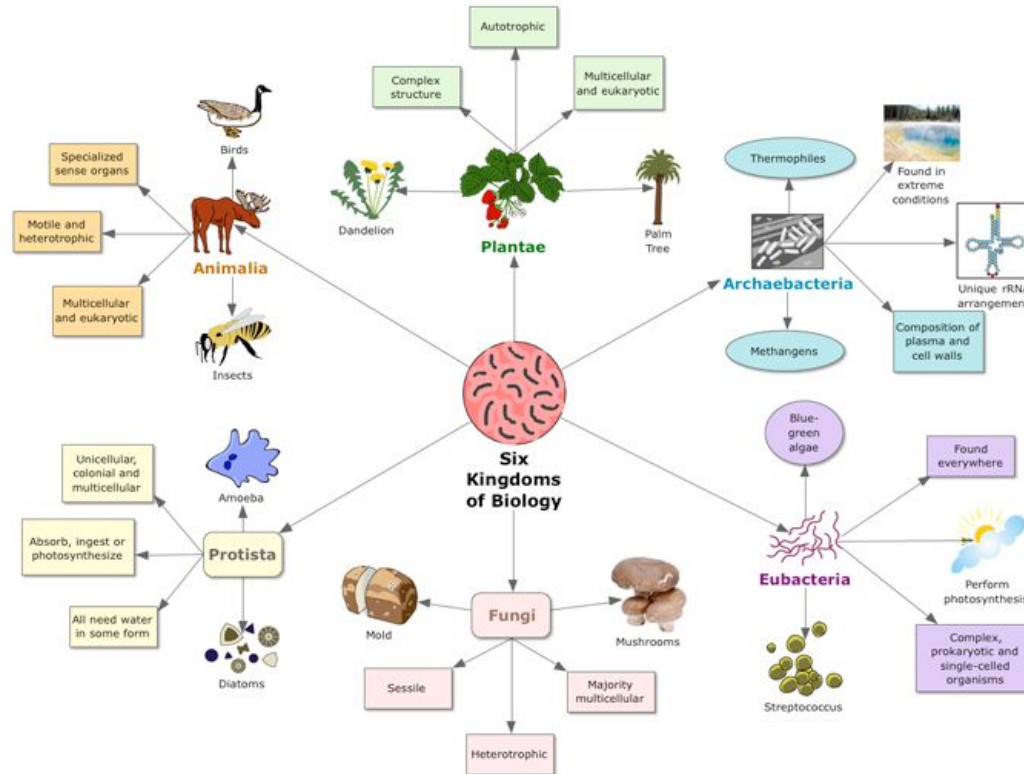 Autotrophic
Complex
structure
Multicellular
and eukaryotic
Birds
Specialized
sense organs
Motile and
heterotrophic
Multicellular
and eukaryotic
Animalia
Insects
Dandelion
Plantae
Palm
Tree
Thermophiles
Found in
extreme
conditions
Archaebacteria
Unique rRNA
arrangement
Methangens
Composition of
plasma and
cell walls
Six
Kingdoms
of Biology
Unicellular,
colonial and
multicellular
Amoeba
Absorb, ingest or
photosynthesize
Protista
All need water
in some form
Diatoms
Mold
Fungi
Mushrooms
Sessile
Majority
multicellular
Heterotrophic
Blue-
green
algae
Found
everywhere
Eubacteria
Perform
photosynthesis
Complex,
prokaryotic and
single-celled
organisms
Streptococcus